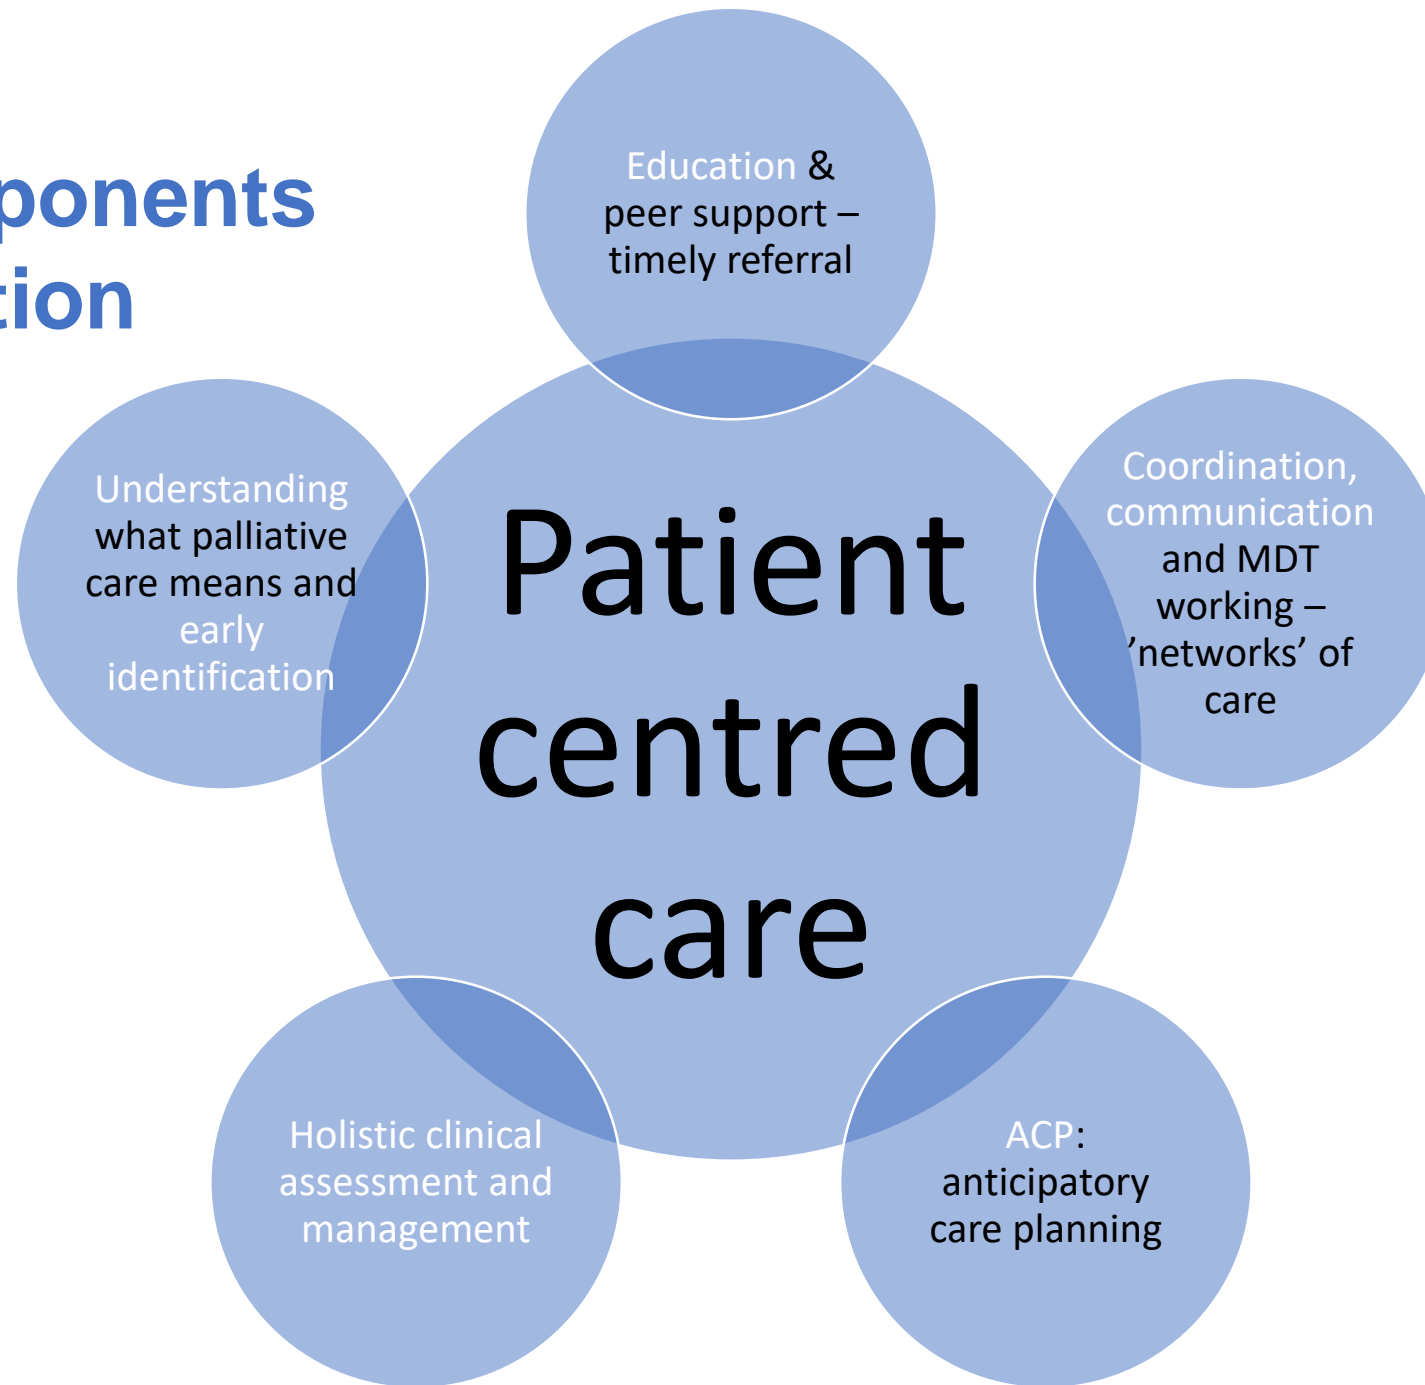 ponents
tion
Education &
peer support –
timely referral
Understanding
what palliative
care means and
early
identification
Coordination,
communication
and MDT
working –
’networks’ of
care
Patient
centred
care
Holistic clinical
assessment and
management
ACP:
anticipatory
care planning